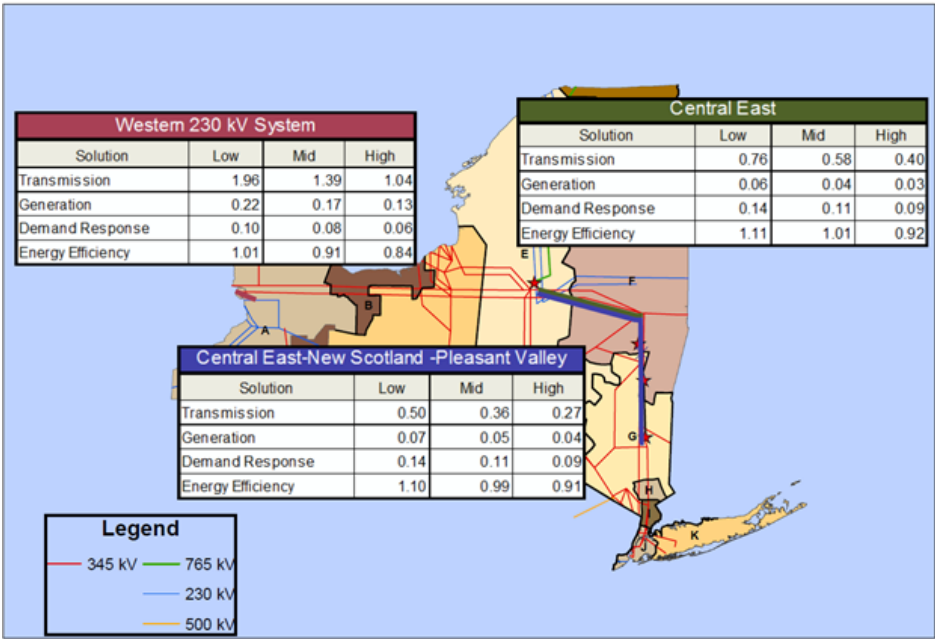 Western 230 kV System
Solution Low Mid High
Transmission 1.96 1.39 1.04
Generation 0.22 0.17 0.13
Demand Response 0.10 0.08 0.06
Energy Efficiency 1.01 0.91 0.84
Central East
Solution Low Mid High
Transmission 0.76 0.58 0.40
Generation 0.06 0.04 0.03
Demand Response 0.14 0.11 0.09
Energy Efficiency 1.11 1.01 0.92
E
F
B
A
Central East-New Scotland -Pleasant Valley
Solution Low Mid High
Transmission 0.50 0.36 0.27
Generation 0.07 0.05 0.04
Demand Response 0.14 0.11 0.09
Energy Efficiency 1.10 0.99 0.91
G
H
I
J
K
Legend
345 kV 765 kV
230 kV
500 kV